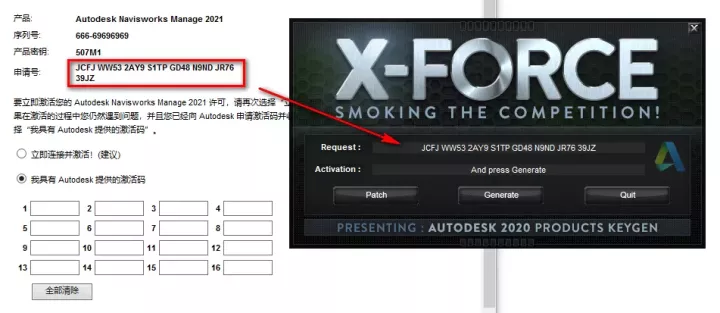 产品: Autodesk Navisworks Manage 2021
序列号: 666-69696969
产品密钥: 507M1
申请号: JCFJ WW53 2AY9 S1TP GD48 N9ND JR76
39JZ
要立即激活您的 Autodesk Navisworks Manage 2021 许可，请再次选择
果在激活的过程中您仍然遇到问题，并且您已经向 Autodesk 申请激活码并
择 “我具有 Autodesk 提供的激活码”。
立即连接并激活! (建议)
我具有 Autodesk 提供的激活码
1 2 3 4
5 6 7 8
9 10 11 12
13 14 15 16
全部清除
X-FORCE
SMOKING THE COMPETITION!
Request : JCFJ WW53 2AY9 S1TP GD48 N9ND JR76 39JZ
Activation : And press Generate
Patch Generate Quit
PRESENTING : AUTODESK 2020 PRODUCTS KEYGEN